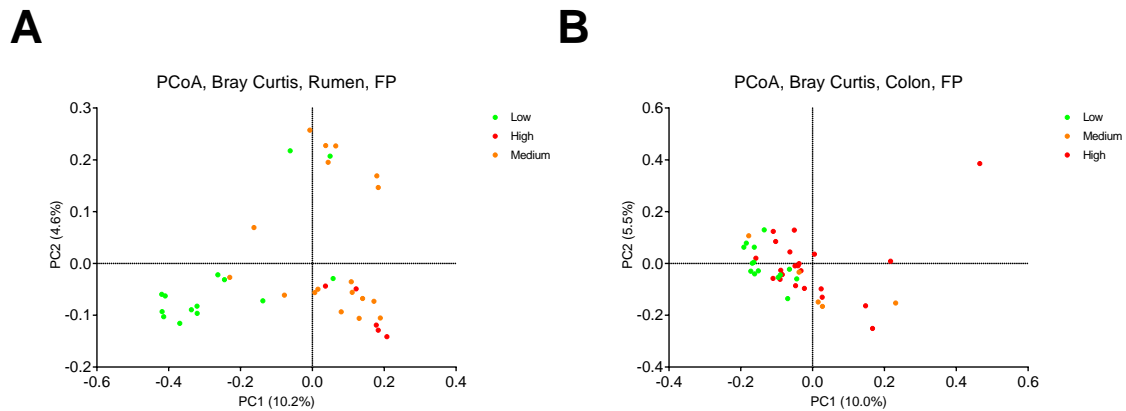 A
PCoA, Bray Curtis, Rumen, FP
0.3
0.2
0.1
0.0
-0.1
-0.2
PC2 (4.6%)
-0.6
-0.4
-0.2
0.0
0.2
0.4
PC1 (10.2%)
Low
High
Medium
B
PCoA, Bray Curtis, Colon, FP
0.6
0.4
0.2
0.0
-0.2
-0.4
PC2 (5.5%)
-0.4
-0.2
0.0
0.2
0.4
0.6
PC1 (10.0%)
Low
Medium
High